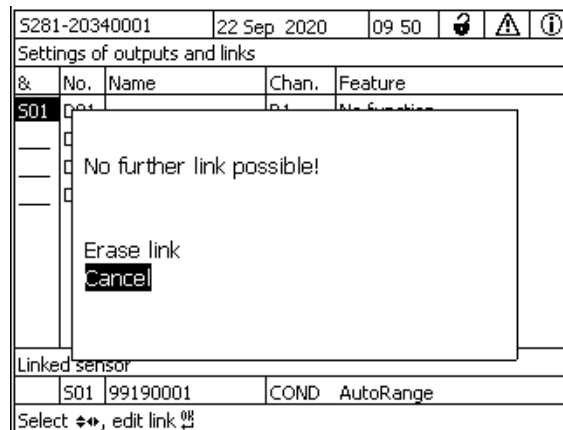 S281-20340001 22 Sep 2020 09 50
Settings of outputs and links
& No. Name Chan. Feature
S01
No further link possible!
Erase link
Cancel
Linked sensor
S01 99190001 COND AutoRange
Select , edit link OK